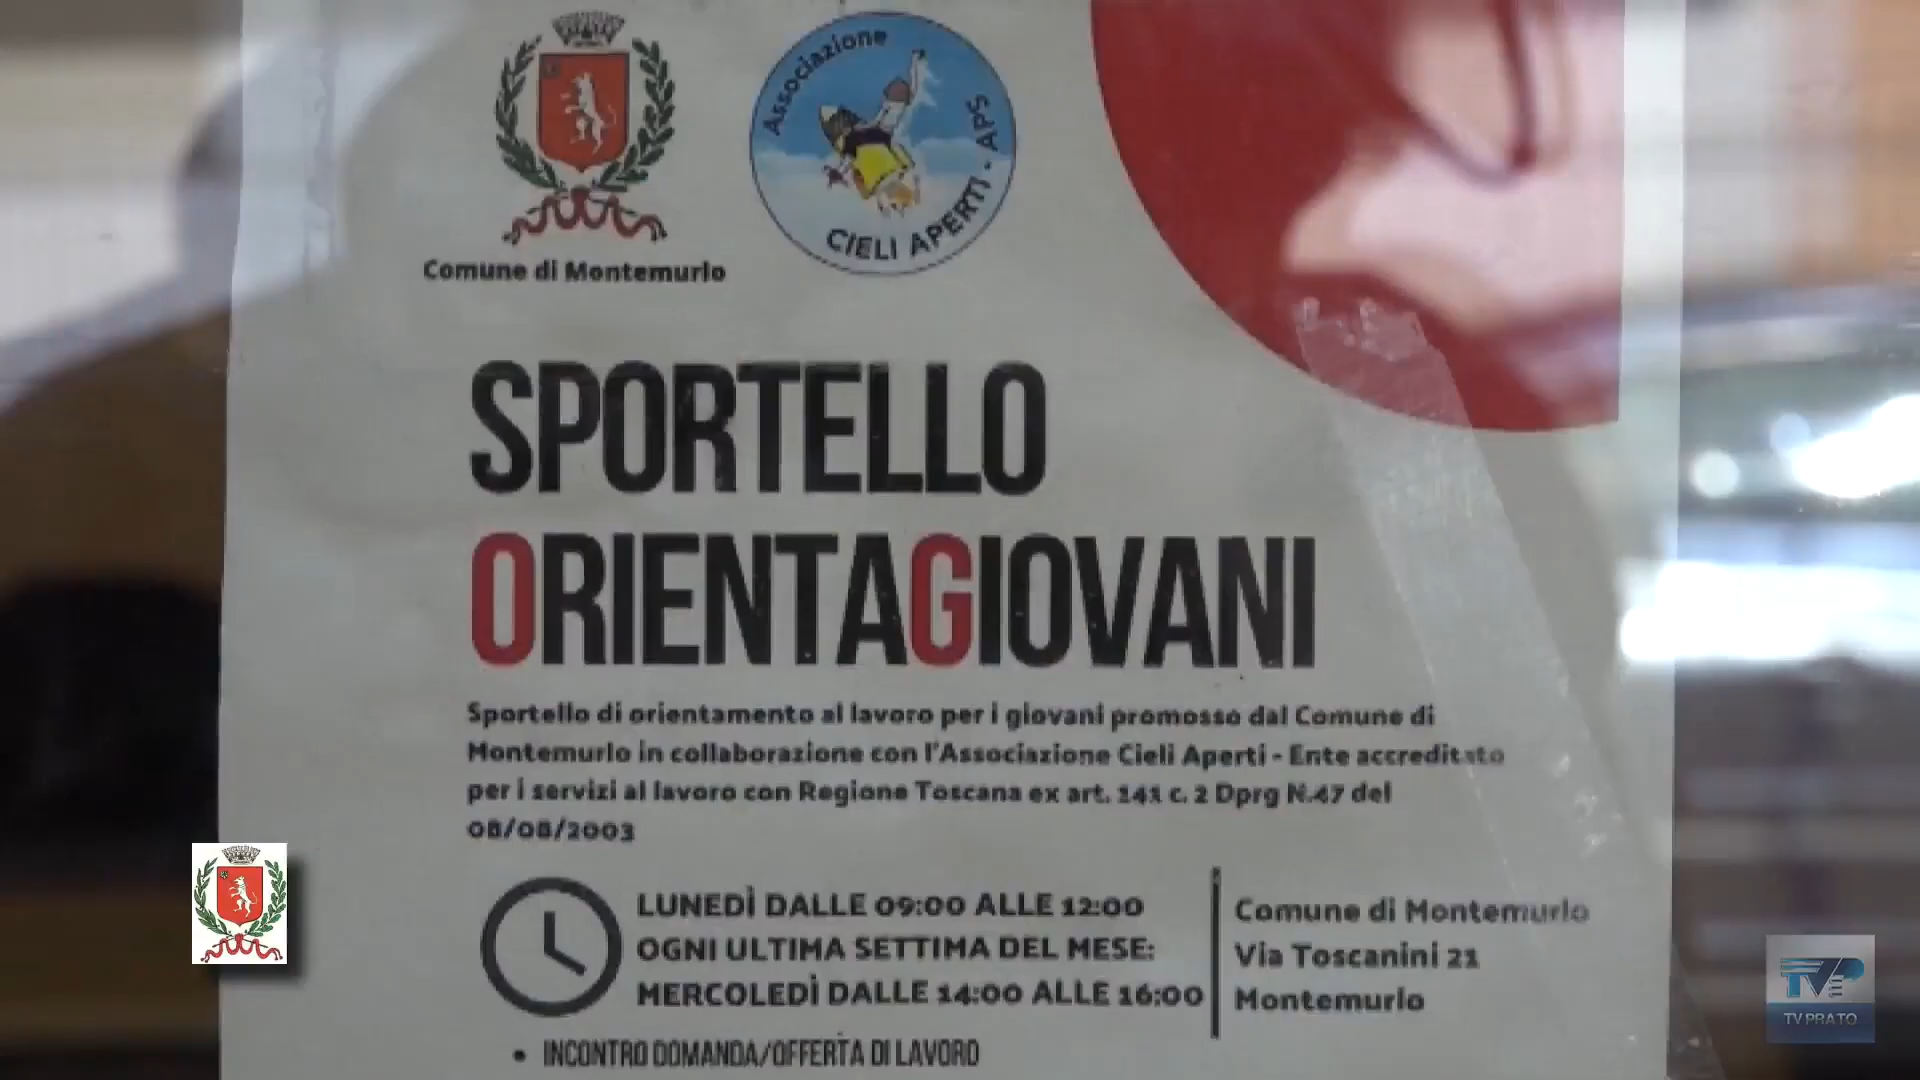 Associazione
CIELI APERTI - APS
Comune di Montemurlo
SPORTELLO
ORIENTAGIOVANI
Sportello di orientamento al lavoro per i giovani promosso dal Comune di
Montemurlo in collaborazione con l'Associazione Cieli Aperti - Ente accreditato
per i servizi al lavoro con Regione Toscana ex art. 141 c. 2 Dprg N.47 del
08/08/2003
LUNEDÌ DALLE 09:00 ALLE 12:00
OGNI ULTIMA SETTIMA DEL MESE:
MERCOLEDÌ DALLE 14:00 ALLE 16:00
Comune di Montemurlo
Via Toscanini 21
Montemurlo
• INCONTRO DOMANDA/OFFERTA DI LAVORO
TVP
TV PRATO